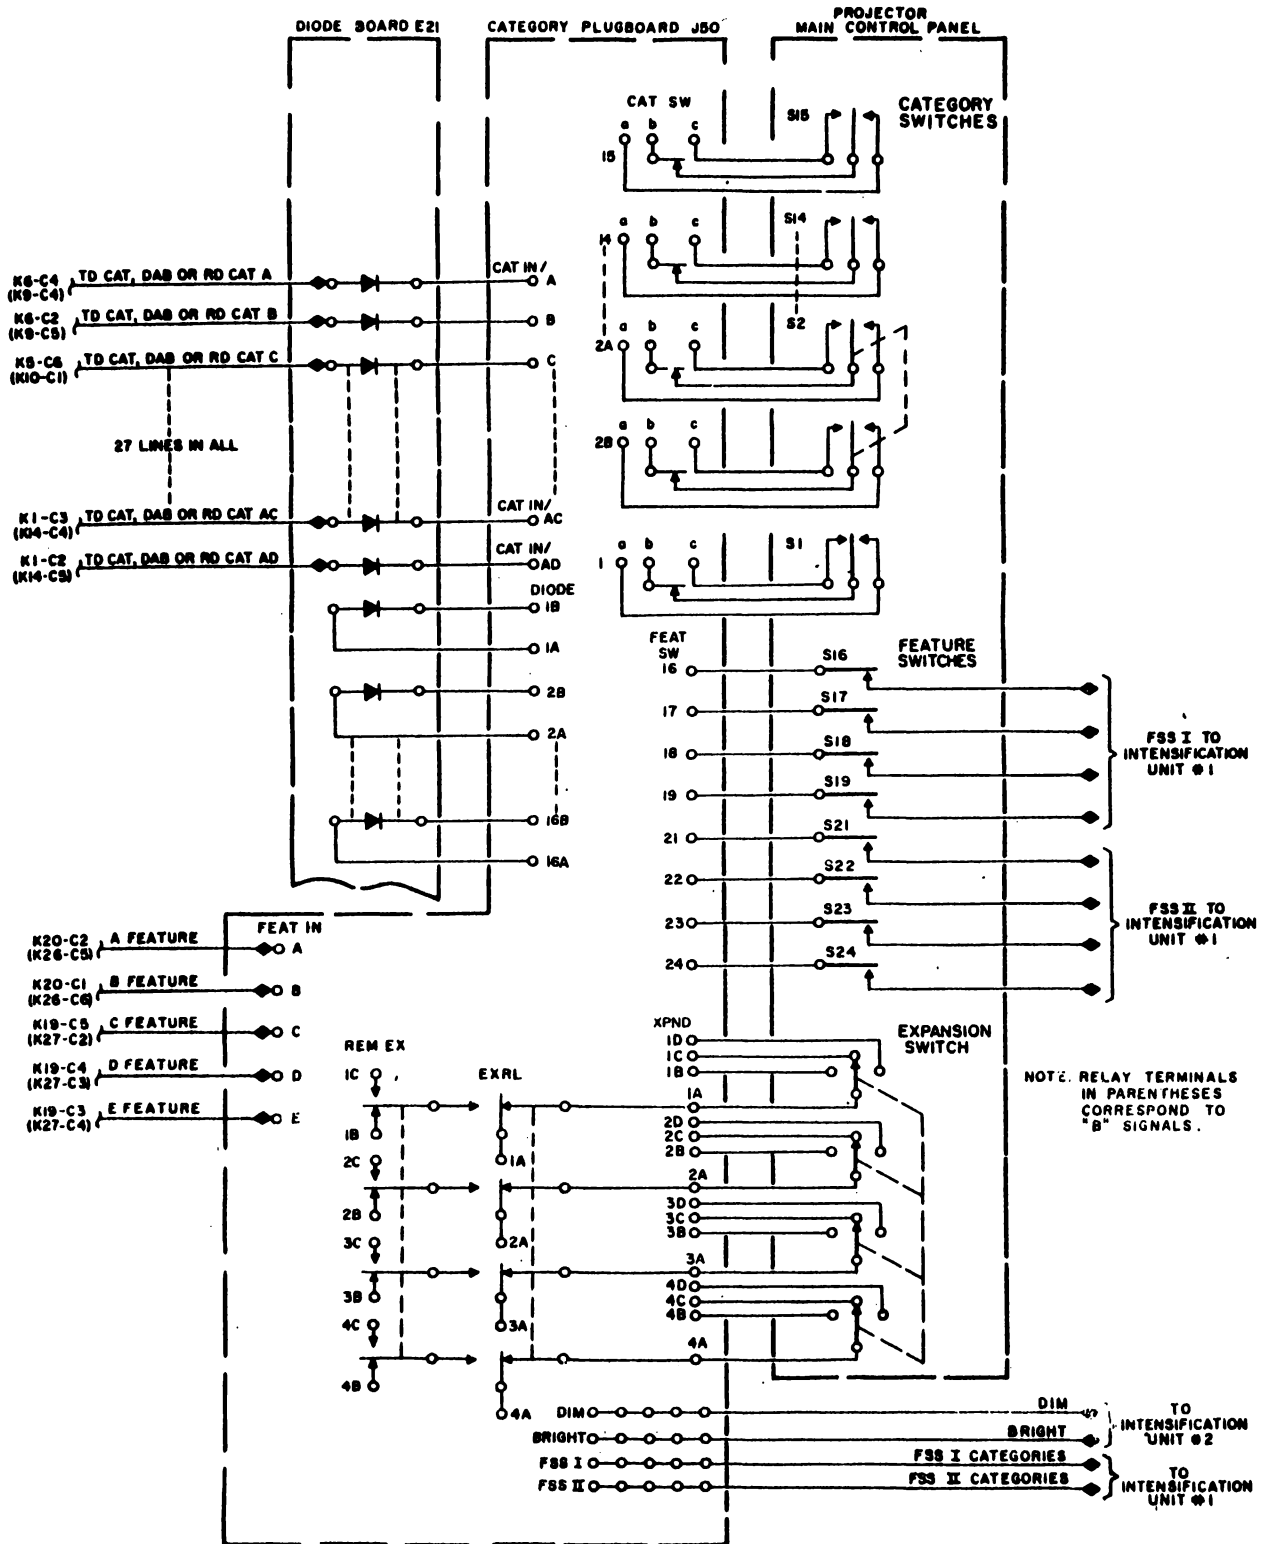 DIODE BOARD E21
CATEGORY PLUGBOARD J50
PROJECTOR
MAIN CONTROL PANEL
CAT SW
CATEGORY
SWITCHES
a b c
15
S15
a b c
14
S14
a b c
2A
S2
a b c
2B
a b c
1
S1
K6-C4
(K9-C4)
TD CAT, DAB OR RD CAT A
CAT IN/
A
K6-C2
(K9-C5)
TD CAT, DAB OR RD CAT B
B
K5-C6
(K10-C1)
TD CAT, DAB OR RD CAT C
C
27 LINES IN ALL
K1-C3
(K14-C4)
TD CAT, DAB OR RD CAT AC
CAT IN/
AC
K1-C2
(K14-C5)
TD CAT, DAB OR RD CAT AD
CAT IN/
AD
DIODE
1B
1A
2B
2A
16B
16A
FEAT
SW
FEATURE
SWITCHES
16
S16
17
S17
18
S18
19
S19
21
S21
22
S22
23
S23
24
S24
FSS I TO
INTENSIFICATION
UNIT #1
FSS II TO
INTENSIFICATION
UNIT #1
FEAT IN
K20-C2
(K26-C5)
A FEATURE
A
K20-C1
(K26-C6)
B FEATURE
B
K19-C5
(K27-C2)
C FEATURE
C
K19-C4
(K27-C3)
D FEATURE
D
K19-C3
(K27-C4)
E FEATURE
E
REM EX
1C
1B
2C
2B
3C
3B
4C
4B
EXRL
1A
2A
3A
4A
XPND
1D
1C
1B
1A
2D
2C
2B
2A
3D
3C
3B
3A
4D
4C
4B
4A
EXPANSION
SWITCH
NOTE. RELAY TERMINALS
IN PARENTHESES
CORRESPOND TO
"B" SIGNALS.
DIM
DIM
BRIGHT
BRIGHT
TO
INTENSIFICATION
UNIT #2
FSS I
FSS I CATEGORIES
FSS II
FSS II CATEGORIES
TO
INTENSIFICATION
UNIT #1